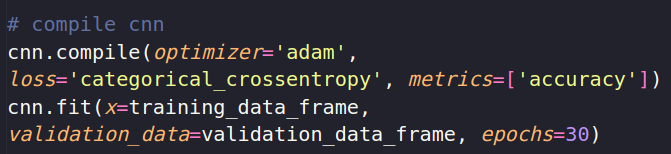 # compile cnn
cnn.compile(optimizer='adam',
loss='categorical_crossentropy', metrics=['accuracy'])
cnn.fit(x=training_data_frame,
validation_data=validation_data_frame, epochs=30)